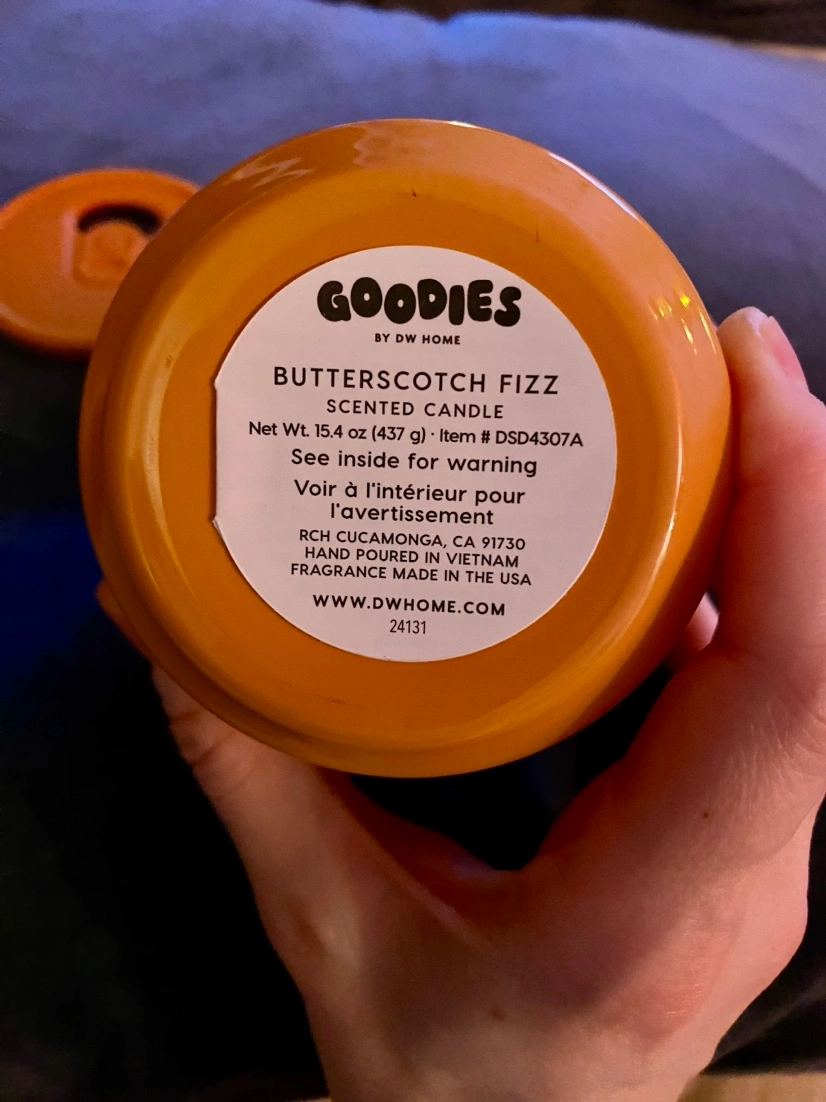 GOODIES
BY DW HOME
BUTTERSCOTCH FIZZ
SCENTED CANDLE
Net Wt. 15.4 oz (437 g) · Item # DSD4307A
See inside for warning
Voir à l'intérieur pour
l'avertissement
RCH CUCAMONGA, CA 91730
HAND POURED IN VIETNAM
FRAGRANCE MADE IN THE USA
WWW.DWHOME.COM
24131